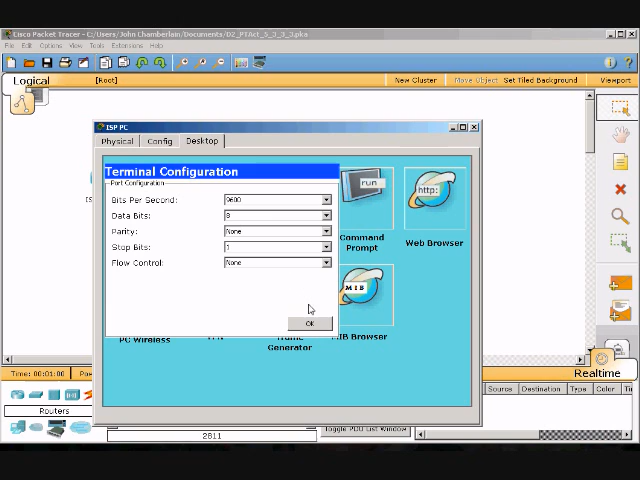 Cisco Packet Tracer - C:/Users/John Chamberlain/Documents/D2_PTAct_5_3_3_3.pka
File Edit Options View Tools Extensions Help
Logical
[Root]
New Cluster
Move Object
Set Tiled Background
Viewport
ISP PC
Physical
Config
Desktop
Terminal Configuration
Port Configuration
Bits Per Second: 9600
Data Bits: 8
Parity: None
Stop Bits: 1
Flow Control: None
OK
run
Command Prompt
http:
Web Browser
MIB
MIB Browser
PC Wireless
Traffic Generator
Time: 00:01:00
Realtime
Routers
2811
Toggle PDU List Window
Source Destination Type Color